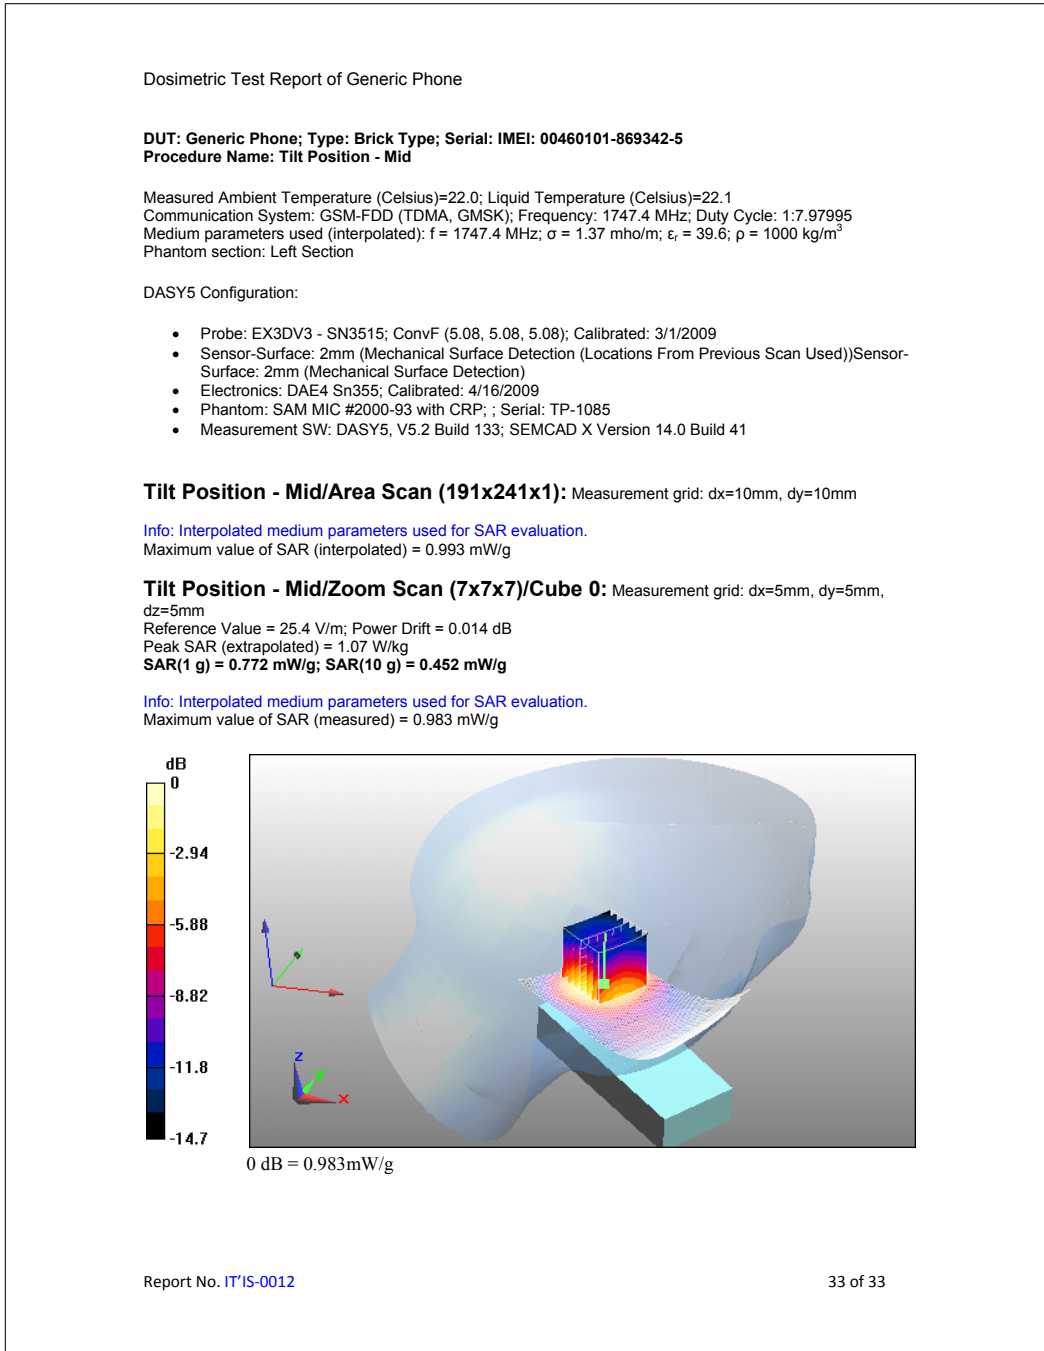 Dosimetric Test Report of Generic Phone
DUT: Generic Phone; Type: Brick Type; Serial: IMEI: 00460101-869342-5
Procedure Name: Tilt Position - Mid
Measured Ambient Temperature (Celsius)=22.0; Liquid Temperature (Celsius)=22.1
Communication System: GSM-FDD (TDMA, GMSK); Frequency: 1747.4 MHz; Duty Cycle: 1:7.97995
Medium parameters used (interpolated): f = 1747.4 MHz; σ = 1.37 mho/m; εr = 39.6; ρ = 1000 kg/m³
Phantom section: Left Section
DASY5 Configuration:
• Probe: EX3DV3 - SN3515; ConvF (5.08, 5.08, 5.08); Calibrated: 3/1/2009
• Sensor-Surface: 2mm (Mechanical Surface Detection (Locations From Previous Scan Used))Sensor-
Surface: 2mm (Mechanical Surface Detection)
• Electronics: DAE4 Sn355; Calibrated: 4/16/2009
• Phantom: SAM MIC #2000-93 with CRP; ; Serial: TP-1085
• Measurement SW: DASY5, V5.2 Build 133; SEMCAD X Version 14.0 Build 41
Tilt Position - Mid/Area Scan (191x241x1): Measurement grid: dx=10mm, dy=10mm
Info: Interpolated medium parameters used for SAR evaluation.
Maximum value of SAR (interpolated) = 0.993 mW/g
Tilt Position - Mid/Zoom Scan (7x7x7)/Cube 0: Measurement grid: dx=5mm, dy=5mm,
dz=5mm
Reference Value = 25.4 V/m; Power Drift = 0.014 dB
Peak SAR (extrapolated) = 1.07 W/kg
SAR(1 g) = 0.772 mW/g; SAR(10 g) = 0.452 mW/g
Info: Interpolated medium parameters used for SAR evaluation.
Maximum value of SAR (measured) = 0.983 mW/g
dB
0
-2.94
-5.88
-8.82
-11.8
-14.7
z
y
x
0 dB = 0.983mW/g
Report No. IT'IS-0012 33 of 33